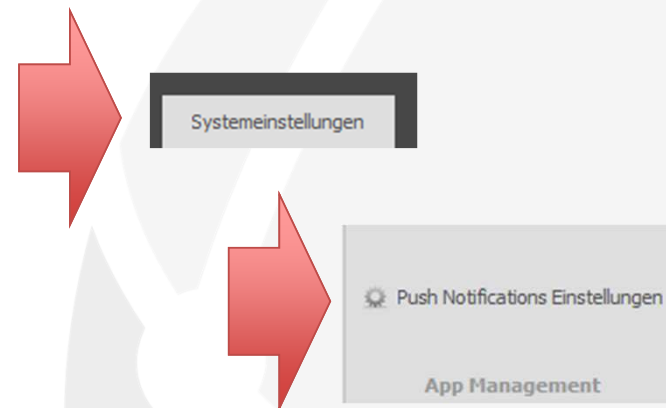 Systemeinstellungen
Push Notifications Einstellungen
App Management